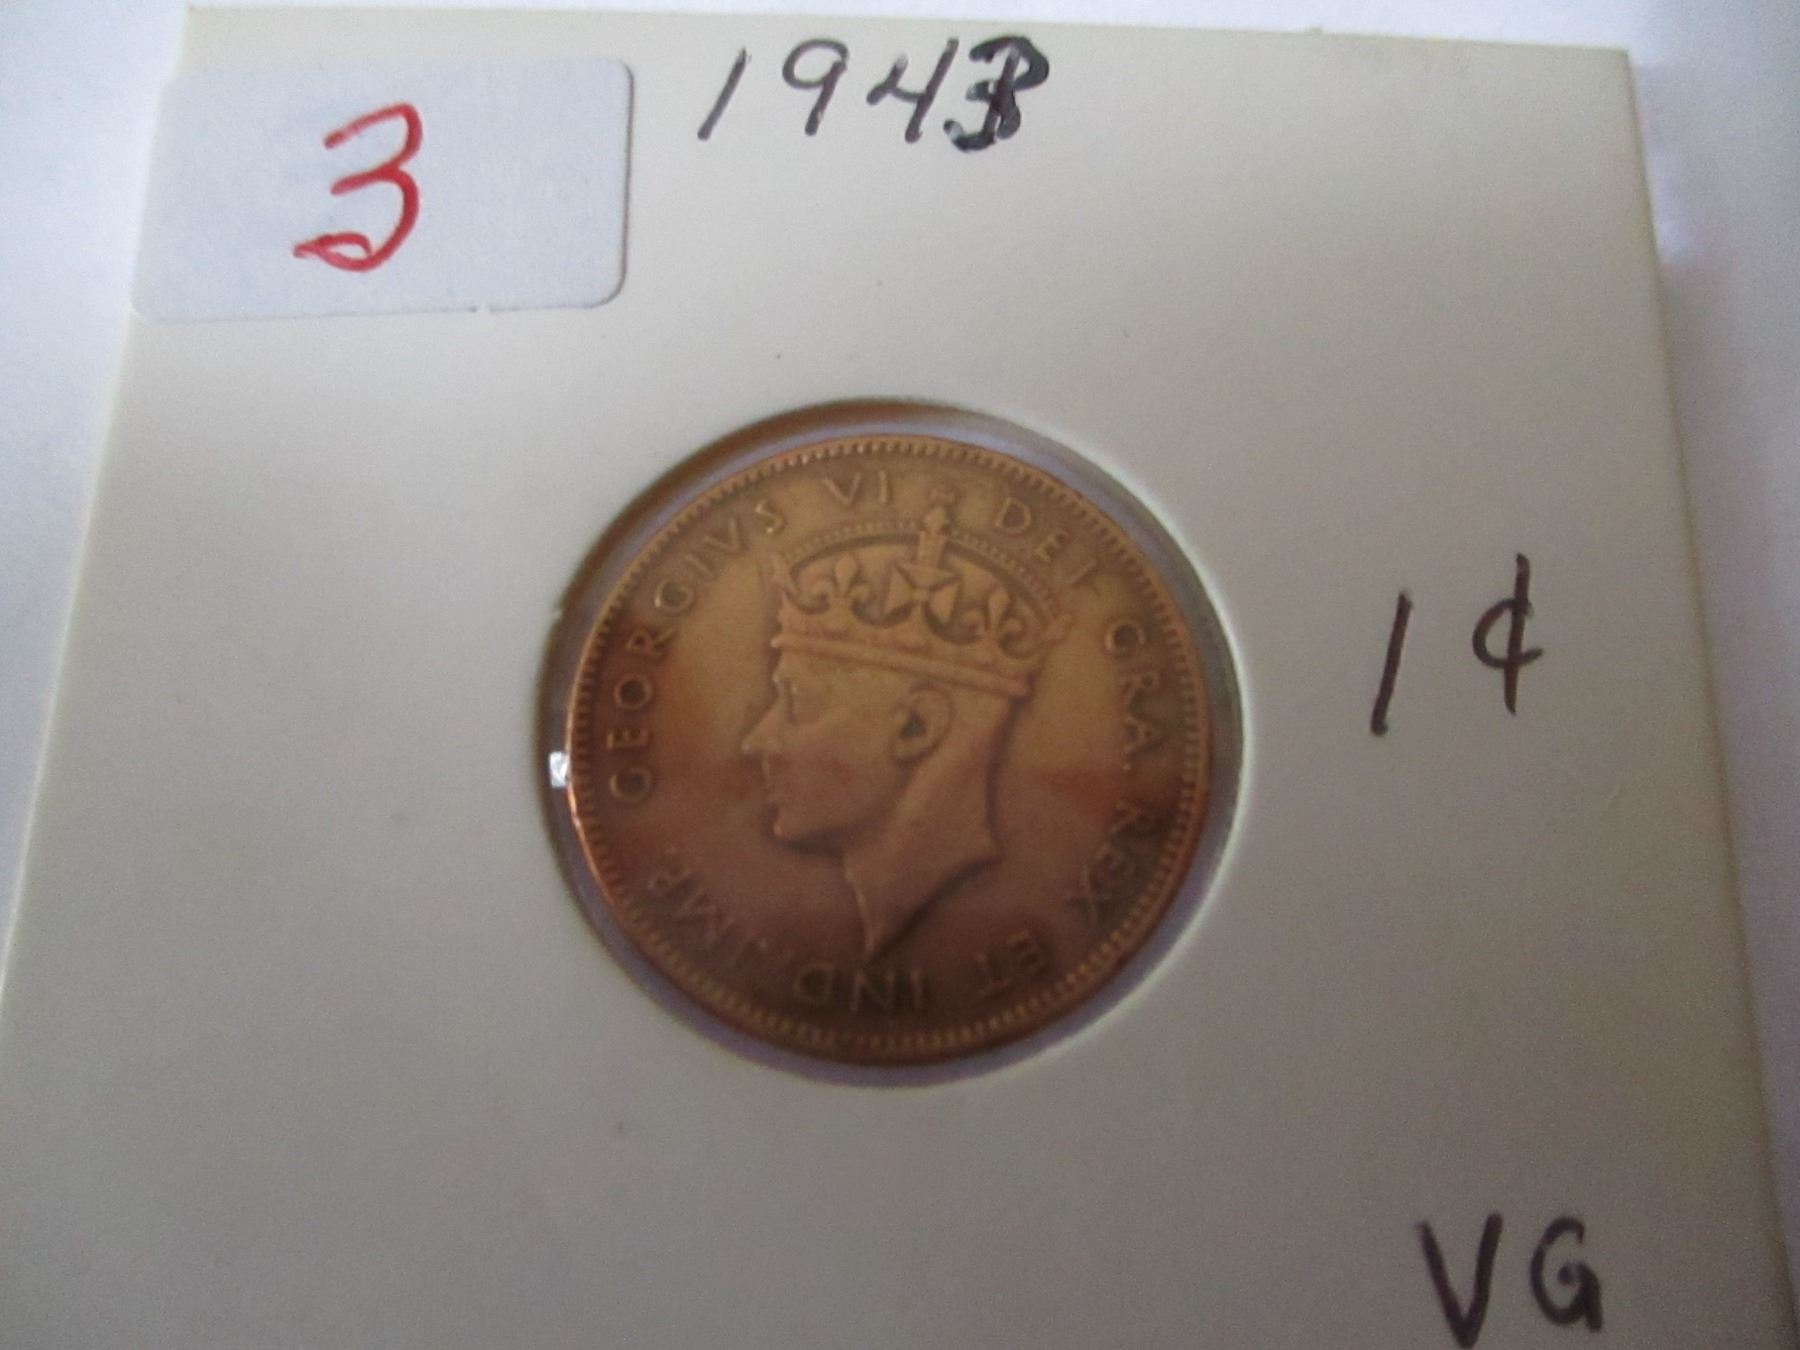 1943
3
1¢
GEORGIVS VI DEI GRA. REX ET IND. IMP.
VG